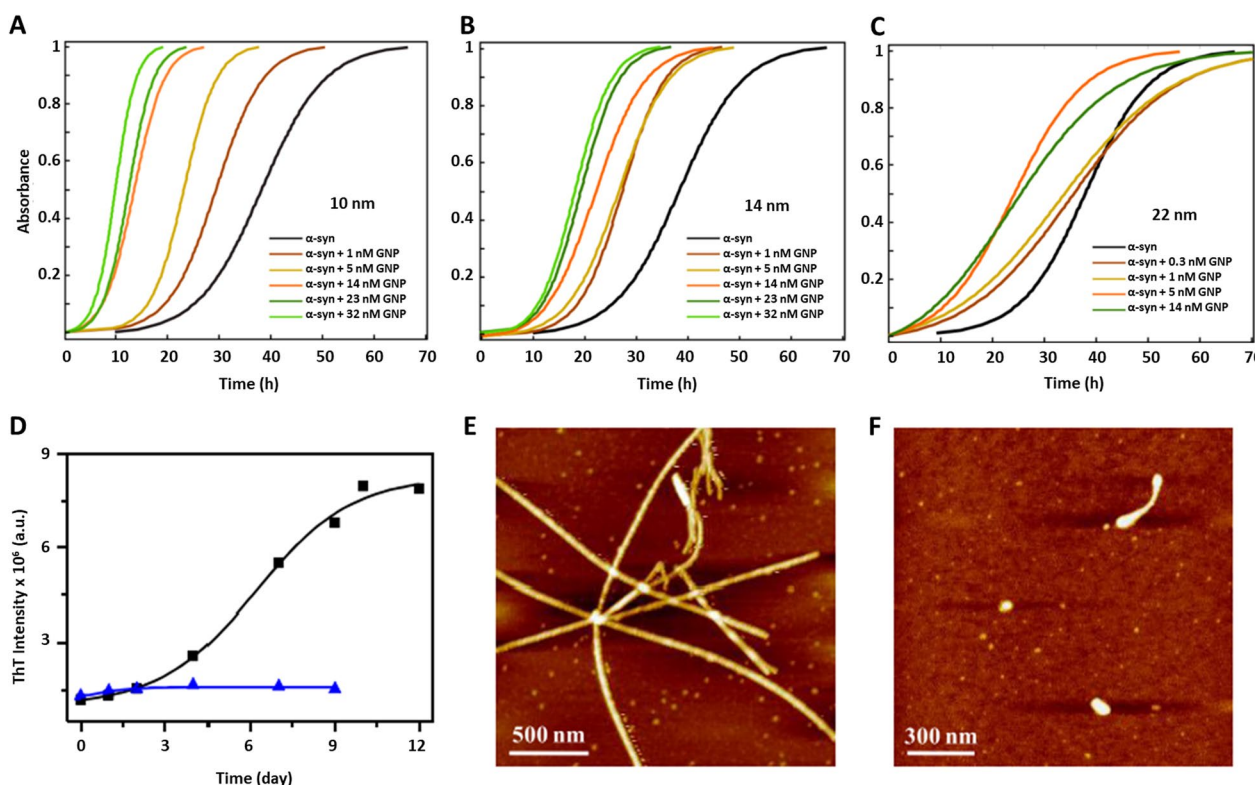 A
1
0.8
0.6
0.4
0.2
Absorbance
10 nm
α-syn
α-syn + 1 nM GNP
α-syn + 5 nM GNP
α-syn + 14 nM GNP
α-syn + 23 nM GNP
α-syn + 32 nM GNP
0 10 20 30 40 50 60 70
Time (h)
B
1
0.8
0.6
0.4
0.2
14 nm
α-syn
α-syn + 1 nM GNP
α-syn + 5 nM GNP
α-syn + 14 nM GNP
α-syn + 23 nM GNP
α-syn + 32 nM GNP
0 10 20 30 40 50 60 70
Time (h)
C
1
0.8
0.6
0.4
0.2
22 nm
α-syn
α-syn + 0.3 nM GNP
α-syn + 1 nM GNP
α-syn + 5 nM GNP
α-syn + 14 nM GNP
0 10 20 30 40 50 60 70
Time (h)
D
9
6
3
ThT Intensity x 10⁶ (a.u.)
0 3 6 9 12
Time (day)
E
500 nm
F
300 nm